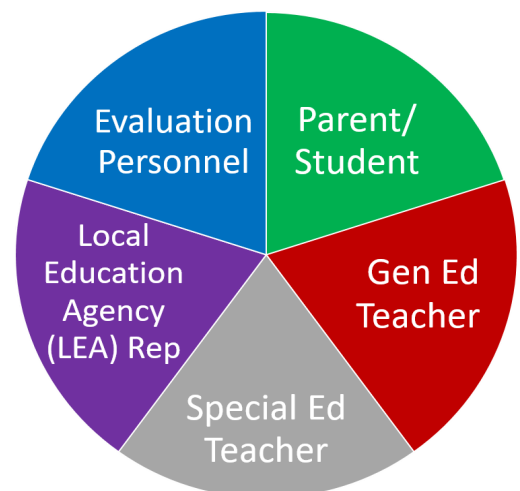 Evaluation
Personnel
Parent/
Student
Local
Education
Agency
(LEA) Rep
Gen Ed
Teacher
Special Ed
Teacher